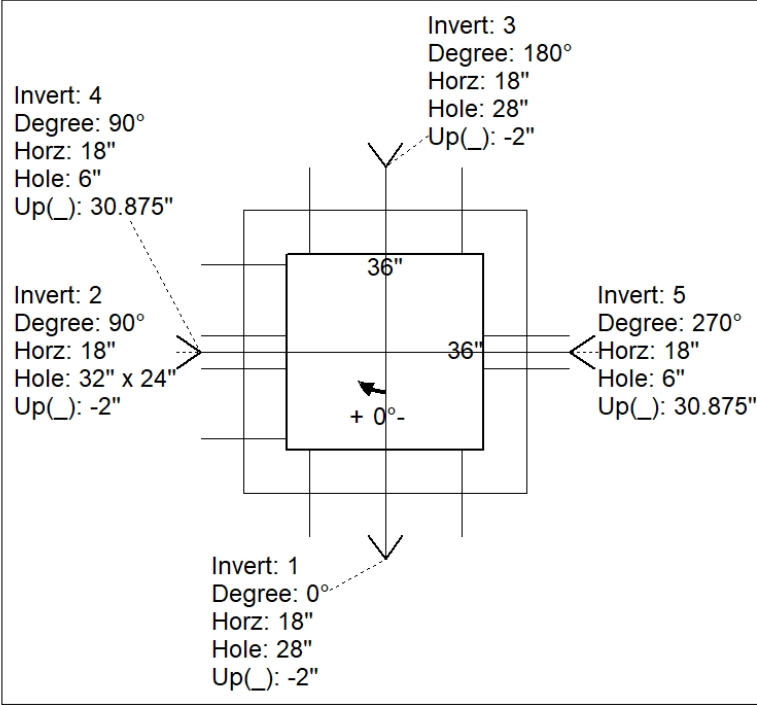 Invert: 3
Degree: 180°
Horz: 18"
Hole: 28"
Up(_): -2"
Invert: 4
Degree: 90°
Horz: 18"
Hole: 6"
Up(_): 30.875"
36"
Invert: 2
Degree: 90°
Horz: 18"
Hole: 32" x 24"
Up(_): -2"
36"
Invert: 5
Degree: 270°
Horz: 18"
Hole: 6"
Up(_): 30.875"
+ 0°-
Invert: 1
Degree: 0°
Horz: 18"
Hole: 28"
Up(_): -2"